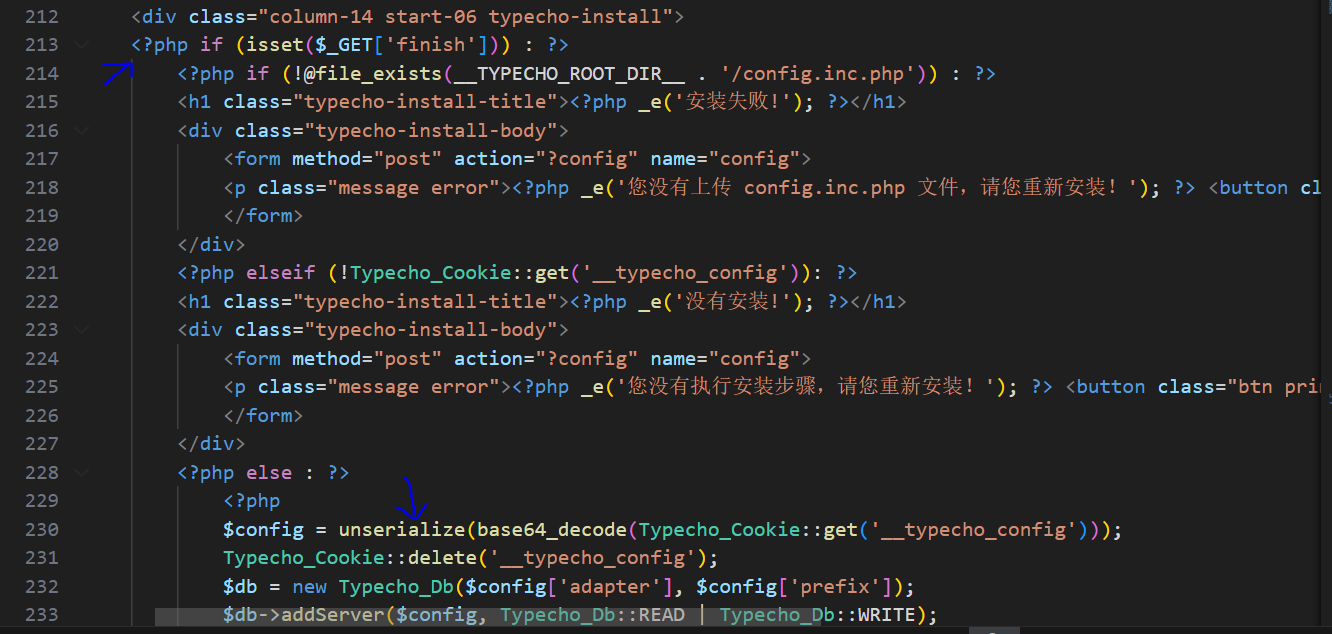 212 <div class="column-14 start-06 typecho-install">
213 <?php if (isset($_GET['finish'])) : ?>
214 <?php if (!@file_exists(__TYPECHO_ROOT_DIR__ . '/config.inc.php')) : ?>
215 <h1 class="typecho-install-title"><?php _e('安装失败!'); ?></h1>
216 <div class="typecho-install-body">
217 <form method="post" action="?config" name="config">
218 <p class="message error"><?php _e('您没有上传 config.inc.php 文件，请您重新安装！'); ?> <button cl
219 </form>
220 </div>
221 <?php elseif (!Typecho_Cookie::get('__typecho_config')): ?>
222 <h1 class="typecho-install-title"><?php _e('没有安装!'); ?></h1>
223 <div class="typecho-install-body">
224 <form method="post" action="?config" name="config">
225 <p class="message error"><?php _e('您没有执行安装步骤，请您重新安装！'); ?> <button class="btn pri
226 </form>
227 </div>
228 <?php else : ?>
229 <?php
230 $config = unserialize(base64_decode(Typecho_Cookie::get('__typecho_config')));
231 Typecho_Cookie::delete('__typecho_config');
232 $db = new Typecho_Db($config['adapter'], $config['prefix']);
233 $db->addServer($config, Typecho_Db::READ | Typecho_Db::WRITE);